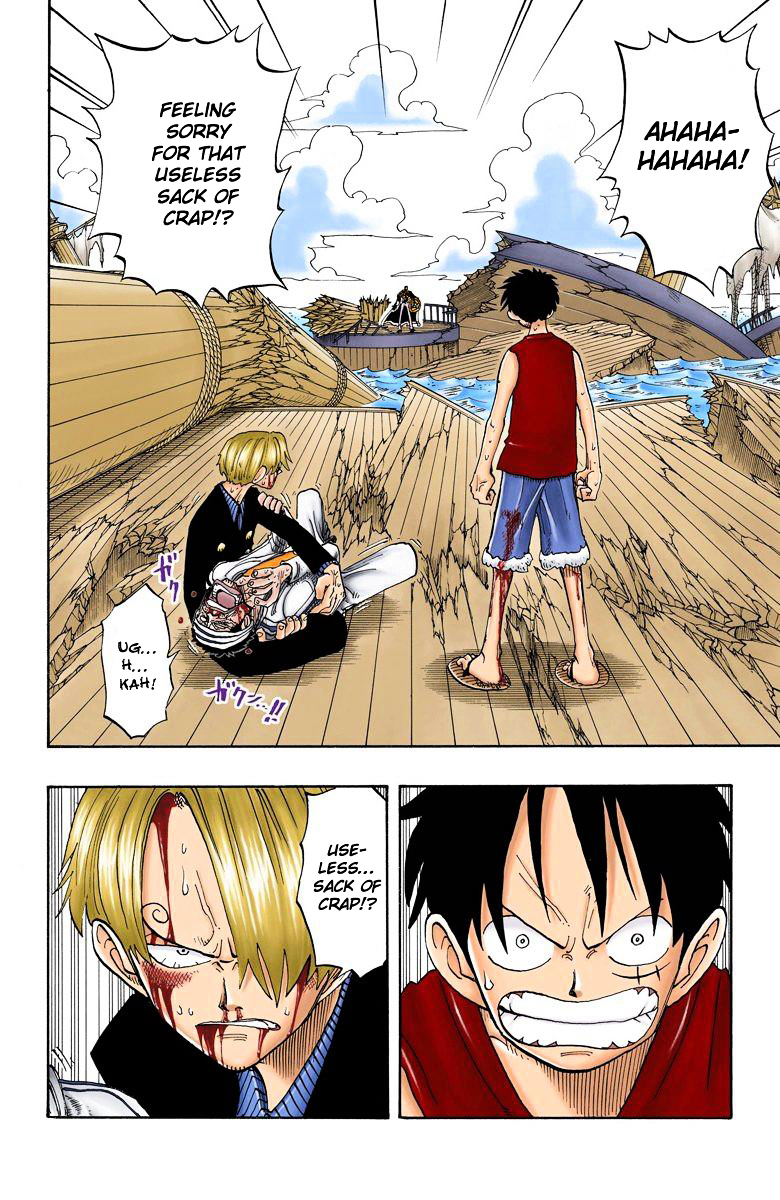 AHAHA-
HAHAHA!
FEELING
SORRY
FOR THAT
USELESS
SACK OF
CRAP!?
ガク
UG...
H...
KAH!
ガクン…!!
USE-
LESS...
SACK OF
CRAP!?